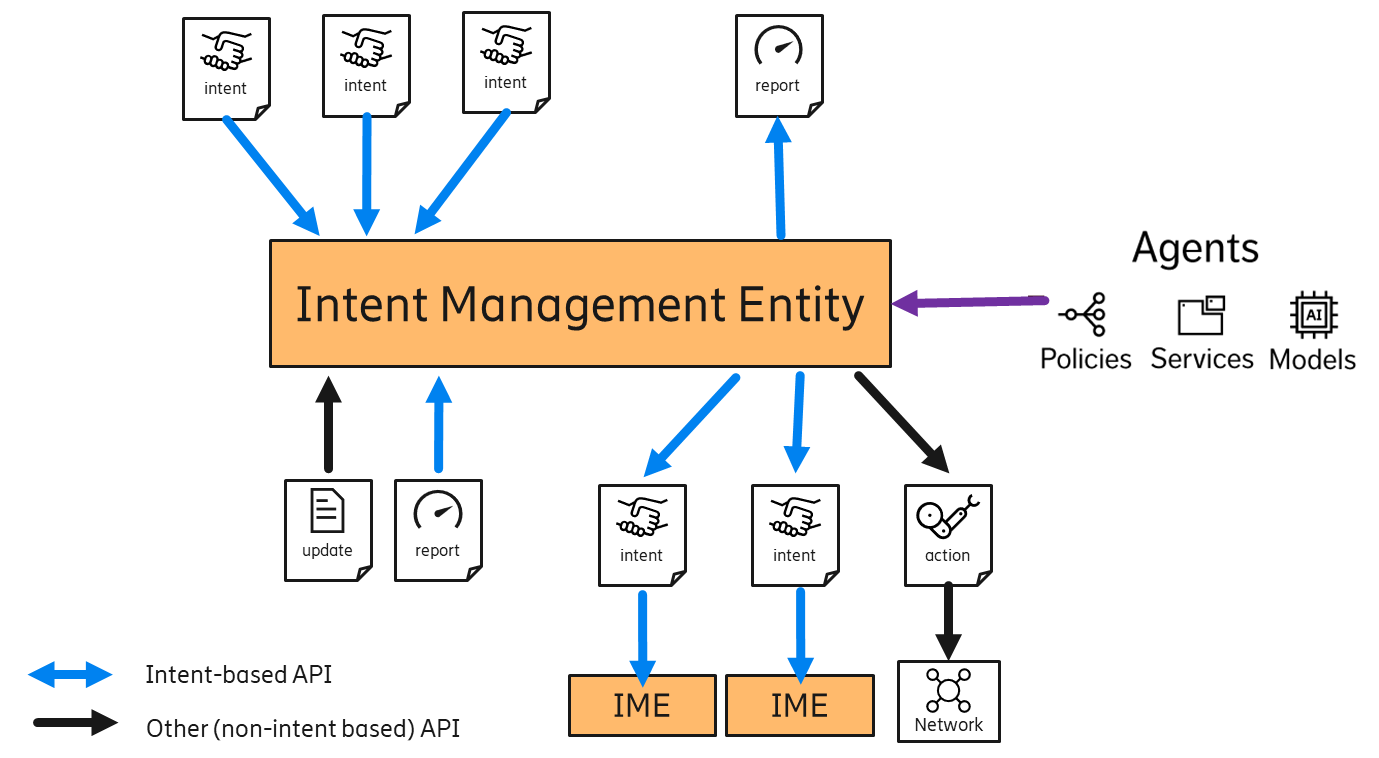 intent
intent
intent
report
Agents
Intent Management Entity
AI
Policies
Services
Models
update
report
intent
intent
action
Intent-based API
IME
IME
Network
Other (non-intent based) API